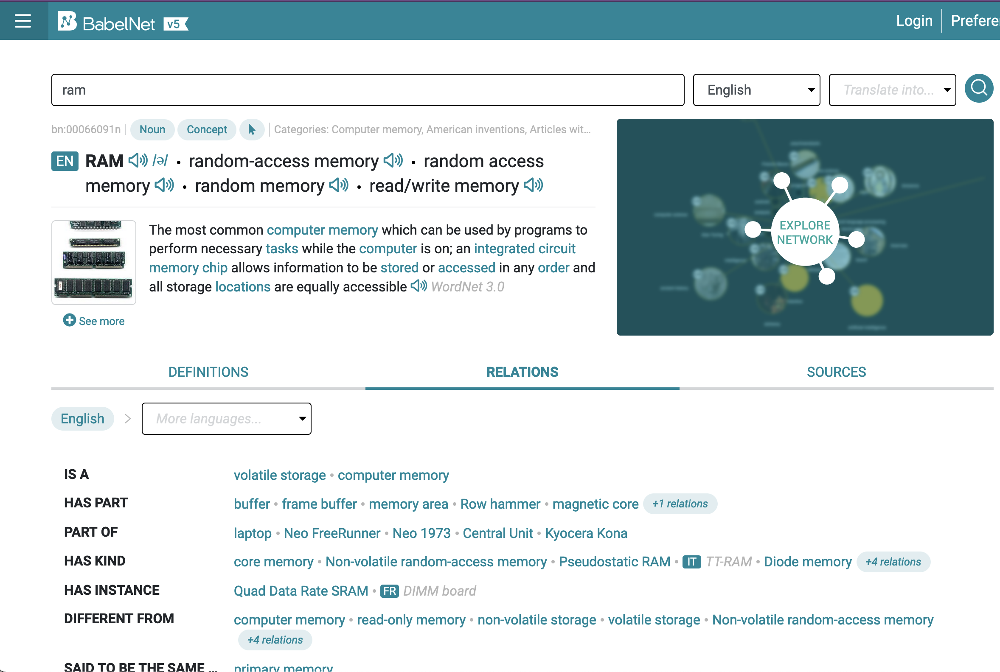 BabelNet v5
Login
ram
English
Translate into...
bn:00066091n
Noun
Concept
Categories: Computer memory, American inventions, Articles wit...
EN RAM /ə/ • random-access memory • random access
memory • random memory • read/write memory
The most common computer memory which can be used by programs to
perform necessary tasks while the computer is on; an integrated circuit
memory chip allows information to be stored or accessed in any order and
all storage locations are equally accessible WordNet 3.0
See more
EXPLORE
NETWORK
DEFINITIONS
RELATIONS
SOURCES
English
More languages...
IS A
volatile storage • computer memory
HAS PART
buffer • frame buffer • memory area • Row hammer • magnetic core +1 relations
PART OF
laptop • Neo FreeRunner • Neo 1973 • Central Unit • Kyocera Kona
HAS KIND
core memory • Non-volatile random-access memory • Pseudostatic RAM • IT TT-RAM • Diode memory +4 relations
HAS INSTANCE
Quad Data Rate SRAM • FR DIMM board
DIFFERENT FROM
computer memory • read-only memory • non-volatile storage • volatile storage • Non-volatile random-access memory
+4 relations
SAID TO BE THE SAME ...
primary memory